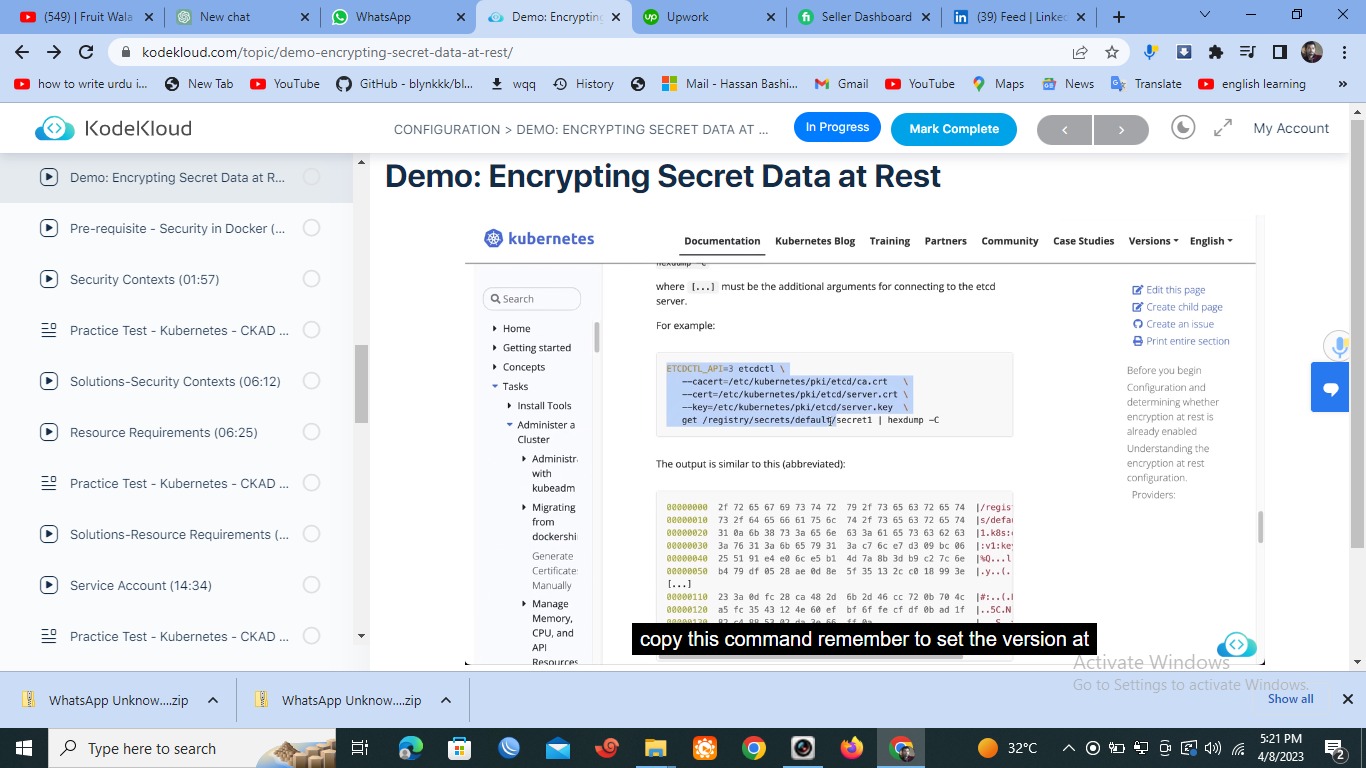 (549) | Fruit Wala
New chat
WhatsApp
Demo: Encrypting
Upwork
Seller Dashboard
(39) Feed | Linke
kodekloud.com/topic/demo-encrypting-secret-data-at-rest/
how to write urdu i...
New Tab
YouTube
GitHub - blynkkk/bl...
wqq
History
Mail - Hassan Bashi...
Gmail
YouTube
Maps
News
Translate
english learning
»
KodeKloud
CONFIGURATION > DEMO: ENCRYPTING SECRET DATA AT ...
In Progress
Mark Complete
My Account
Demo: Encrypting Secret Data at R...
Pre-requisite - Security in Docker (...
Security Contexts (01:57)
Practice Test - Kubernetes - CKAD ...
Solutions-Security Contexts (06:12)
Resource Requirements (06:25)
Practice Test - Kubernetes - CKAD ...
Solutions-Resource Requirements (...
Service Account (14:34)
Practice Test - Kubernetes - CKAD ...
Demo: Encrypting Secret Data at Rest
kubernetes
Documentation
Kubernetes Blog
Training
Partners
Community
Case Studies
Versions
English
Search
Home
Getting started
Concepts
Tasks
Install Tools
Administer a
Cluster
Administr
with
kubeadm
Migrating
from
dockershi
Generate
Certificate
Manually
Manage
Memory,
CPU, and
API
Resources
hexdump -C
where [...] must be the additional arguments for connecting to the etcd
server.
For example:
ETCDCTL_API=3 etcdctl \
--cacert=/etc/kubernetes/pki/etcd/ca.crt \
--cert=/etc/kubernetes/pki/etcd/server.crt \
--key=/etc/kubernetes/pki/etcd/server.key \
get /registry/secrets/default/secret1 | hexdump -C
The output is similar to this (abbreviated):
00000000 2f 72 65 67 69 73 74 72 79 2f 73 65 63 72 65 74 |/regis
00000010 73 2f 64 65 66 61 75 6c 74 2f 73 65 63 72 65 74 |s/defau
00000020 31 0a 6b 38 73 3a 65 6e 63 3a 61 65 73 63 62 63 |1.k8s:
00000030 3a 76 31 3a 6b 65 79 31 3a c7 6c e7 d3 09 bc 06 |:v1:key
00000040 25 51 91 e4 e0 6c e5 b1 4d 7a 8b 3d b9 c2 7c 6e |%Q...l
00000050 b4 79 df 05 28 ae 0d 8e 5f 35 13 2c c0 18 99 3e |.y..(.
[...]
00000110 23 3a 0d fc 28 ca 48 2d 6b 2d 46 cc 72 0b 70 4c |#:..(.
00000120 a5 fc 35 43 12 4e 60 ef bf 6f fe cf df 0b ad 1f |..5C.N
Edit this page
Create child page
Create an issue
Print entire section
Before you begin
Configuration and
determining whether
encryption at rest is
already enabled
Understanding the
encryption at rest
configuration.
Providers:
copy this command remember to set the version at
Activate Windows
Go to Settings to activate Windows.
WhatsApp Unknow....zip
WhatsApp Unknow....zip
Show all
Type here to search
32°C
5:21 PM
4/8/2023
2